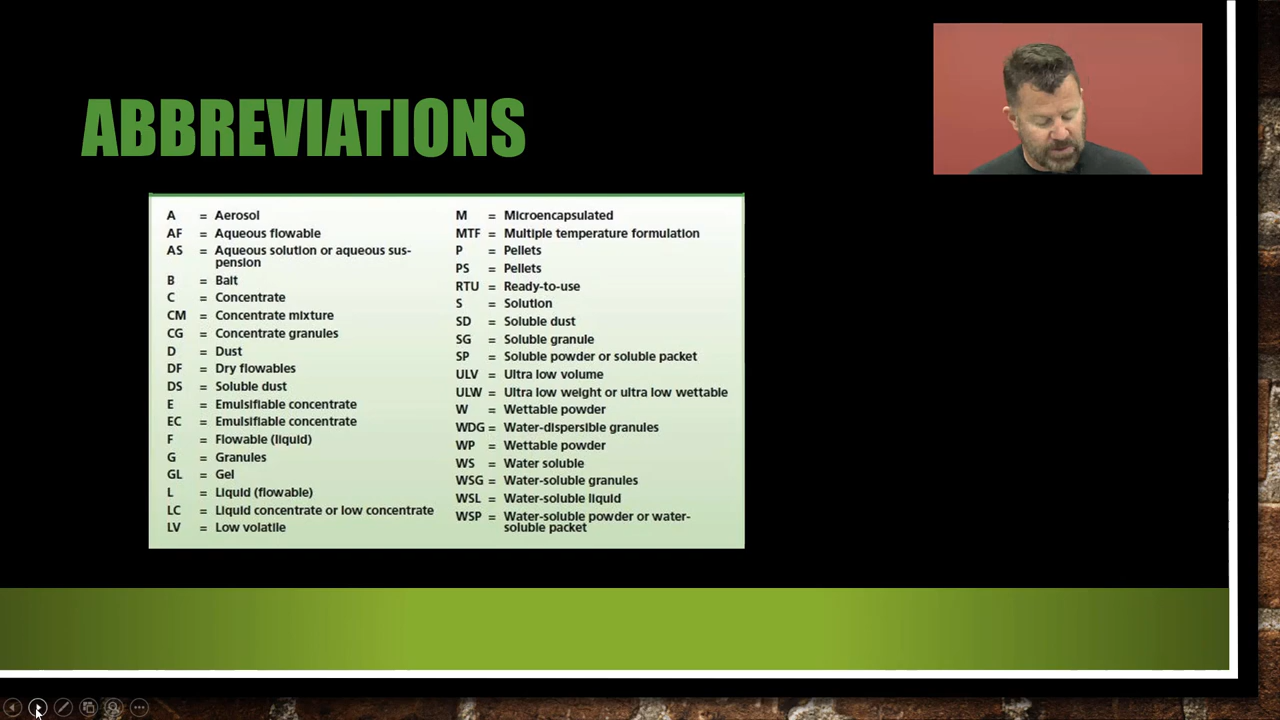 ABBREVIATIONS
A = Aerosol
AF = Aqueous flowable
AS = Aqueous solution or aqueous sus-
pension
B = Bait
C = Concentrate
CM = Concentrate mixture
CG = Concentrate granules
D = Dust
DF = Dry flowables
DS = Soluble dust
E = Emulsifiable concentrate
EC = Emulsifiable concentrate
F = Flowable (liquid)
G = Granules
GL = Gel
L = Liquid (flowable)
LC = Liquid concentrate or low concentrate
LV = Low volatile
M = Microencapsulated
MTF = Multiple temperature formulation
P = Pellets
PS = Pellets
RTU = Ready-to-use
S = Solution
SD = Soluble dust
SG = Soluble granule
SP = Soluble powder or soluble packet
ULV = Ultra low volume
ULW = Ultra low weight or ultra low wettable
W = Wettable powder
WDG = Water-dispersible granules
WP = Wettable powder
WS = Water soluble
WSG = Water-soluble granules
WSL = Water-soluble liquid
WSP = Water-soluble powder or water-
soluble packet